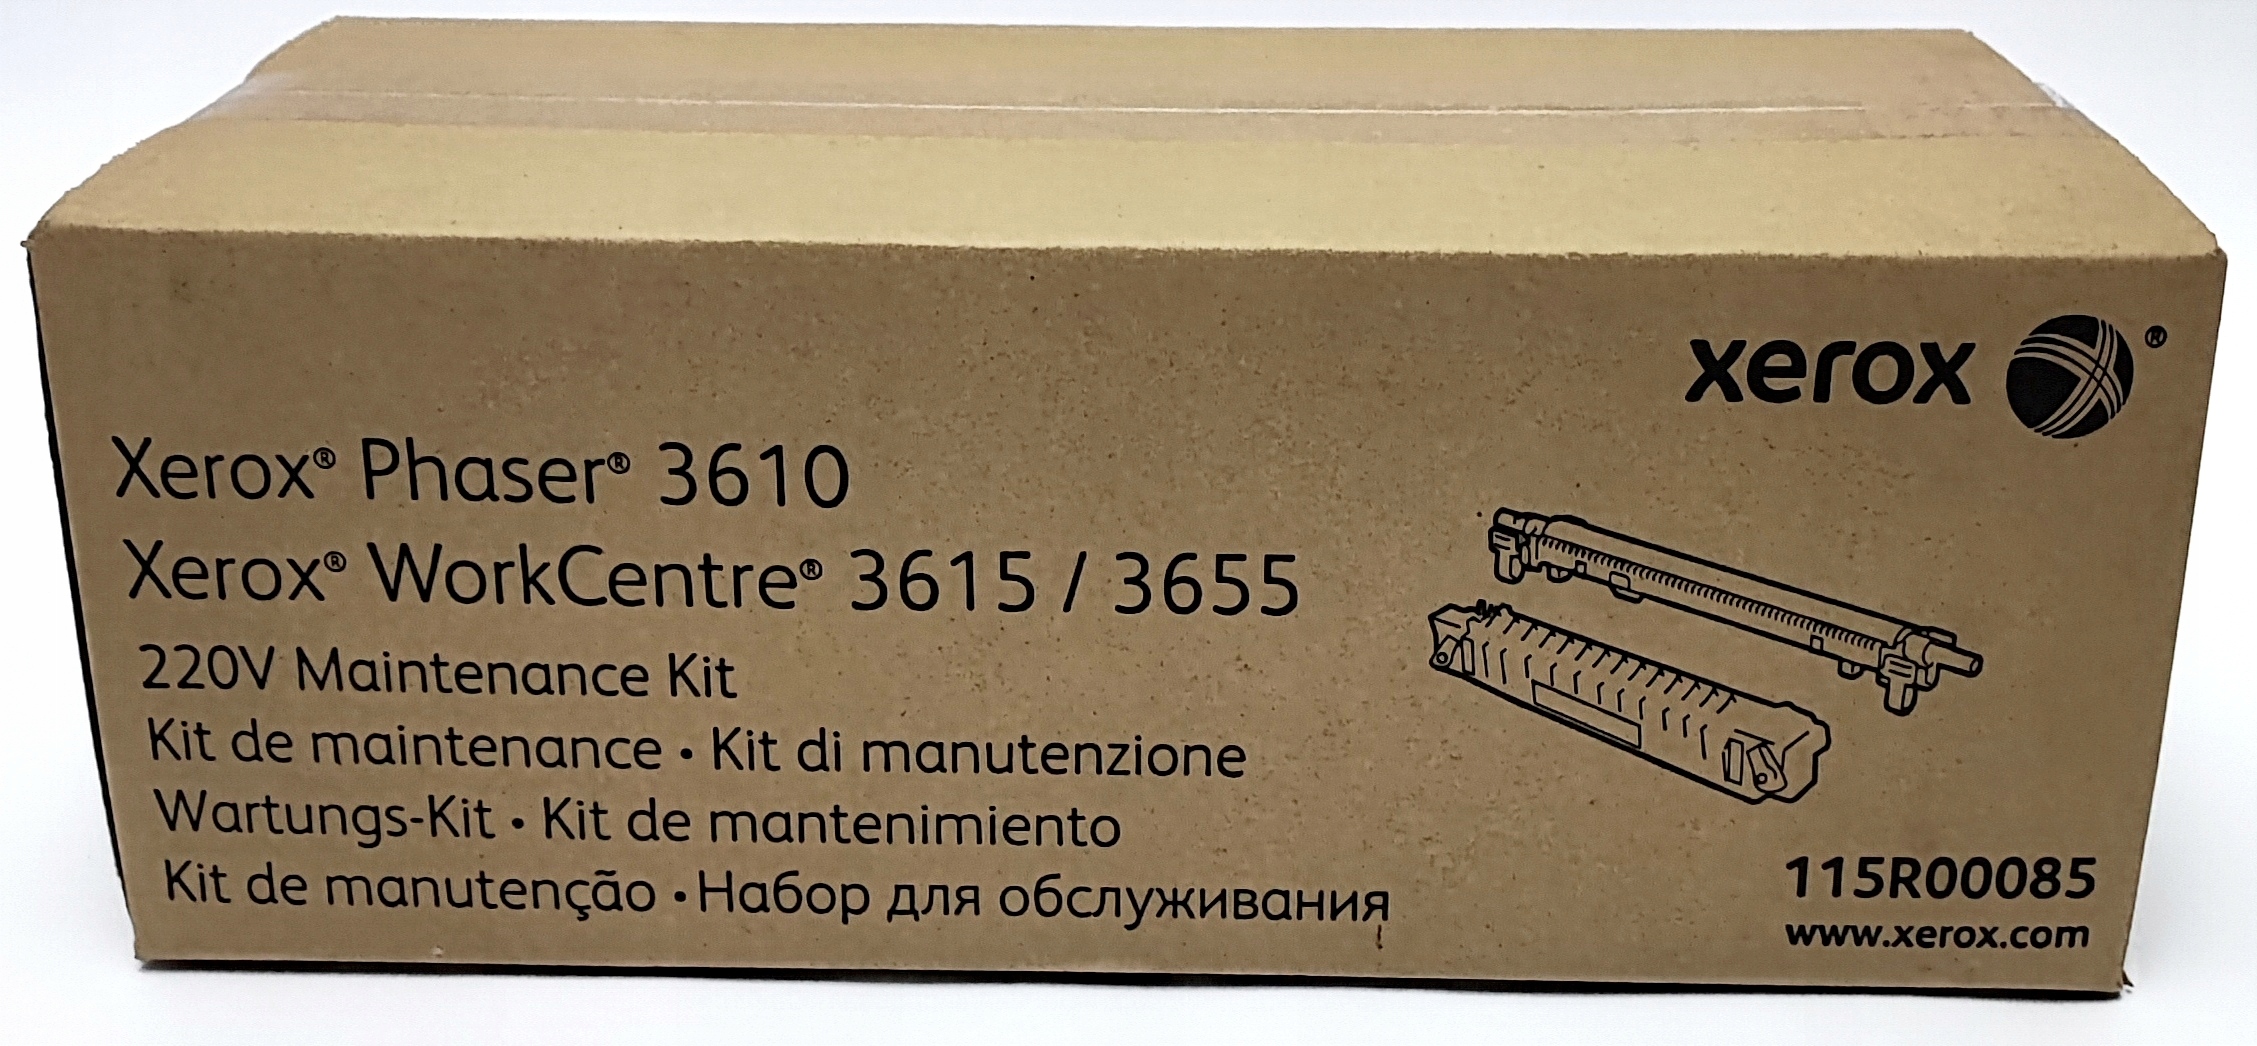 xerox ®
Xerox® Phaser® 3610
Xerox® WorkCentre® 3615 / 3655
220V Maintenance Kit
Kit de maintenance • Kit di manutenzione
Wartungs-Kit • Kit de mantenimiento
Kit de manutenção • Набор для обслуживания
115R00085
www.xerox.com